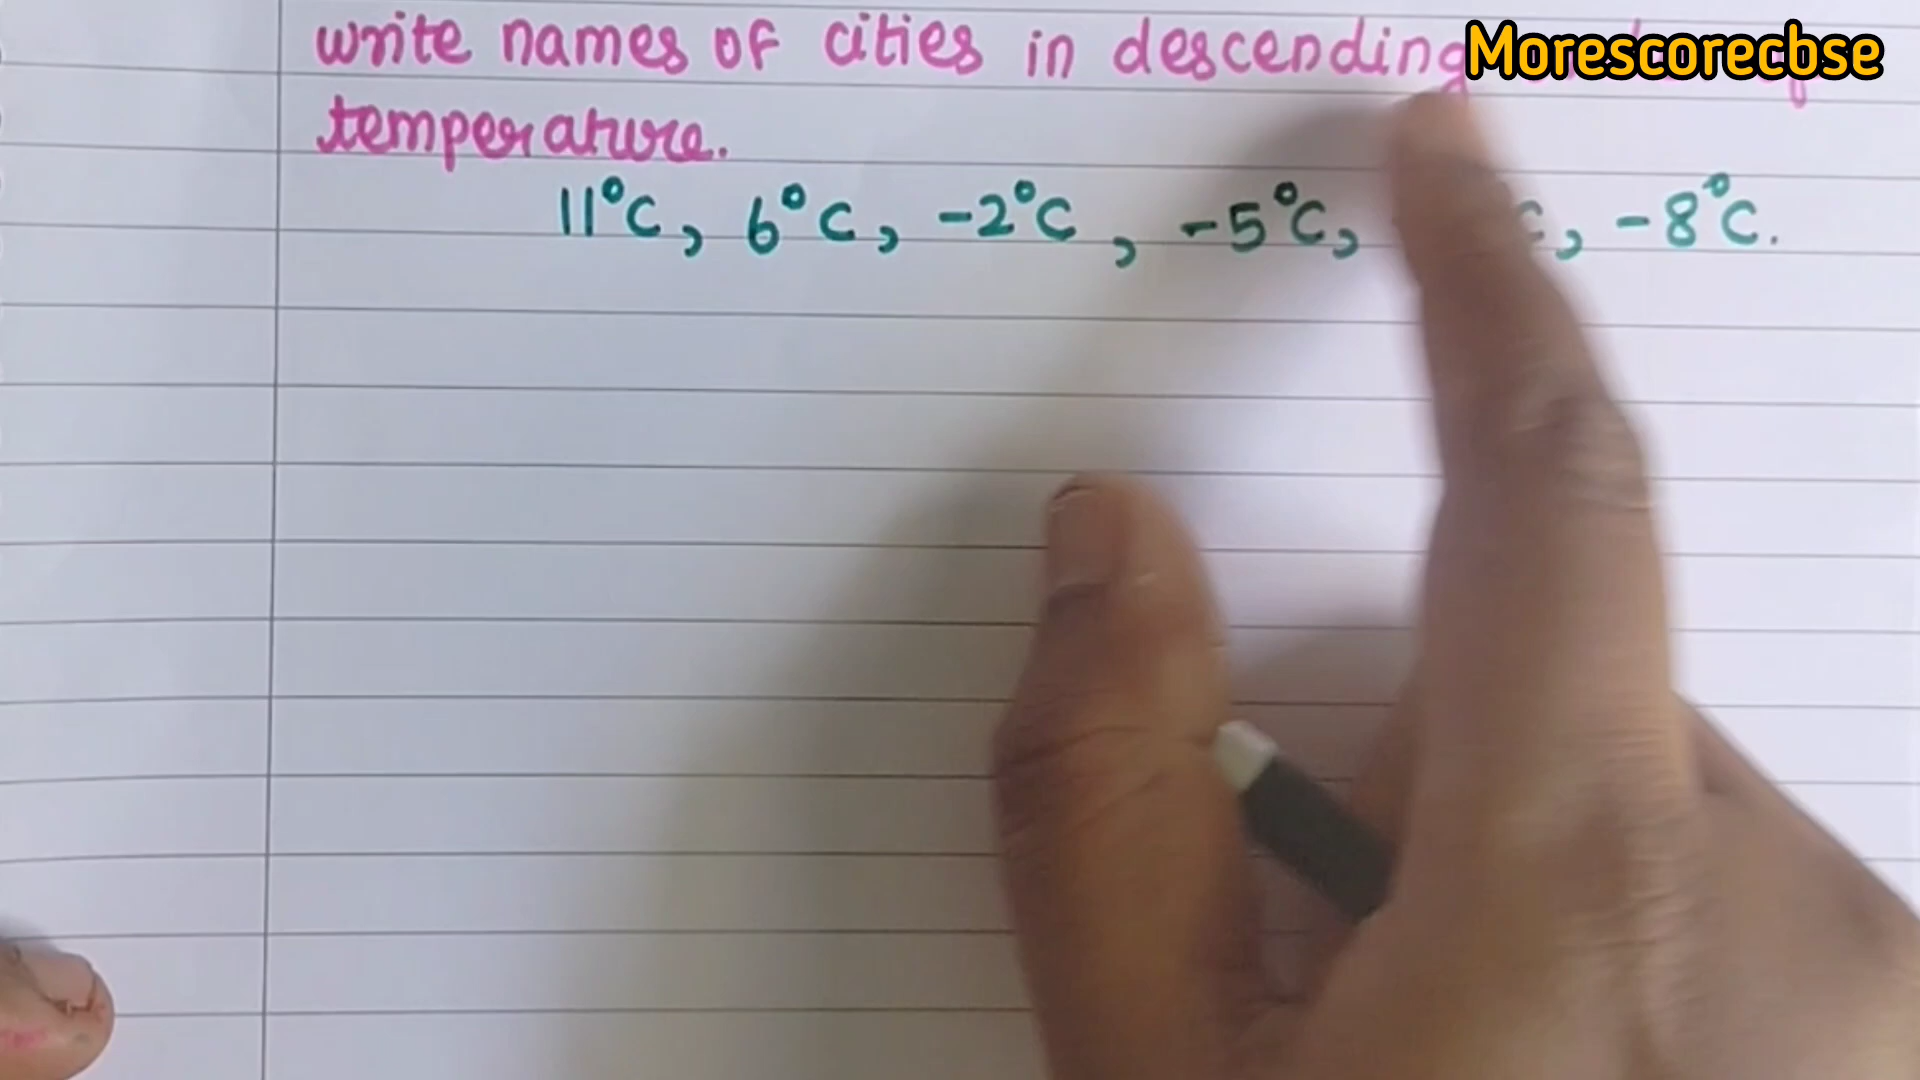 write names of cities in descending
Morescorecbse
temperature.
11°C, 6°C, -2°C, -5°C, C, -8°C.